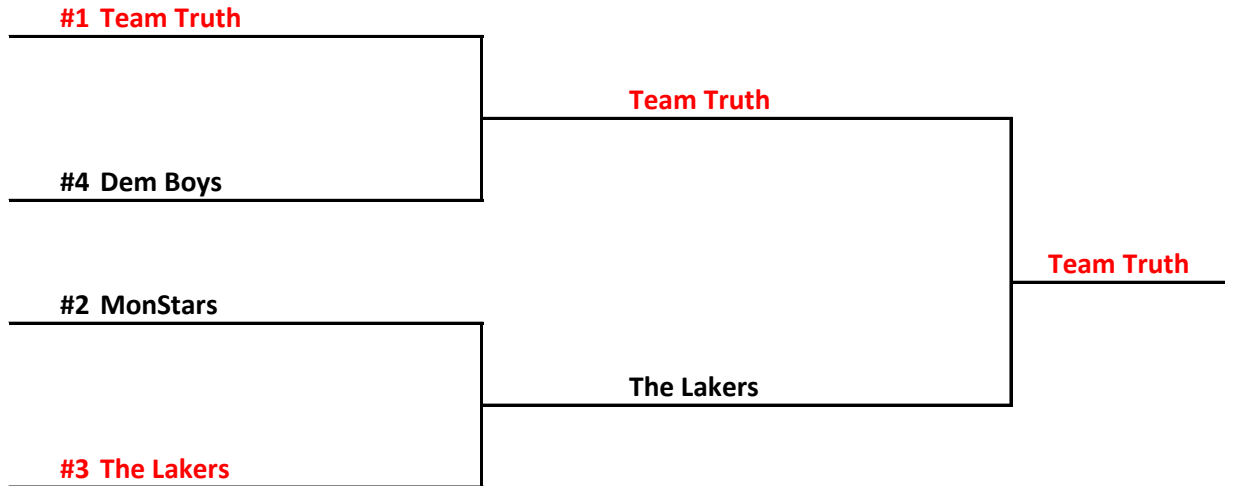 #1 Team Truth
Team Truth
#4 Dem Boys
Team Truth
#2 MonStars
The Lakers
#3 The Lakers